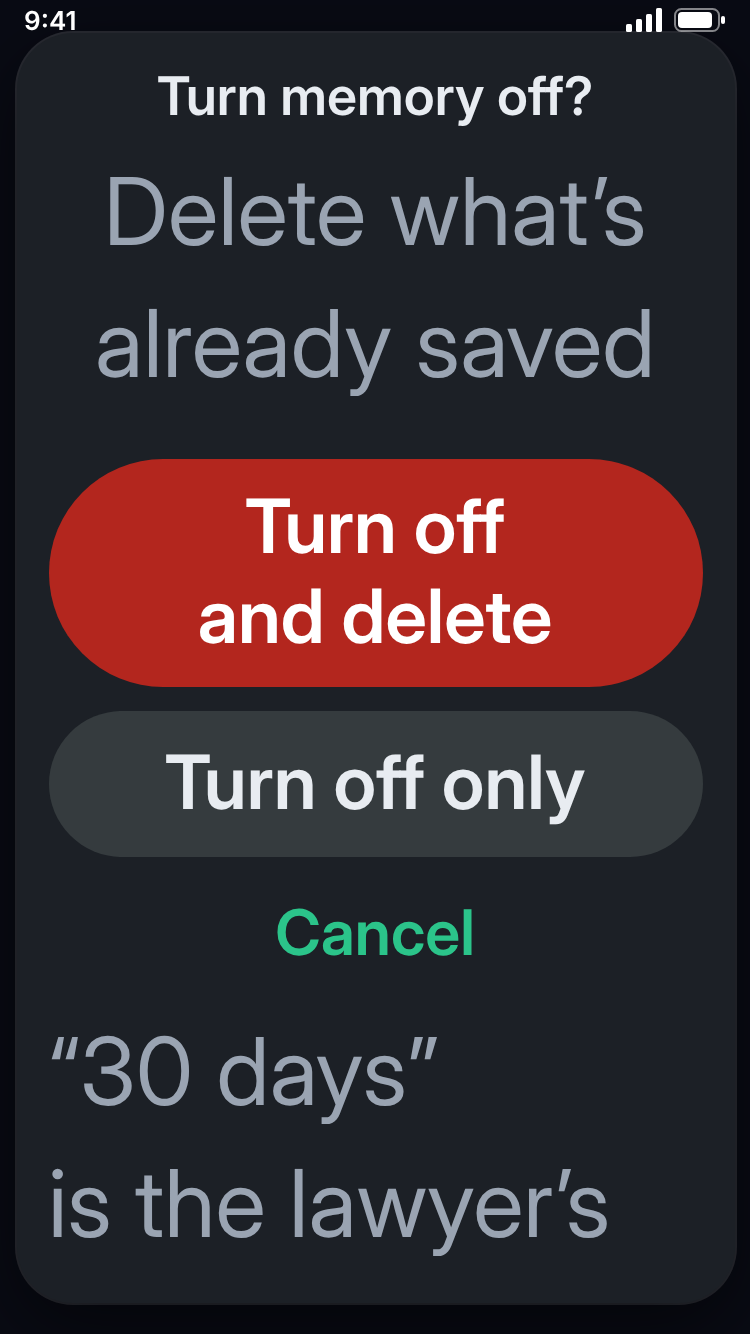 9:41
Turn memory off?
Delete what’s
already saved
Turn off
and delete
Turn off only
Cancel
“30 days”
is the lawyer’s